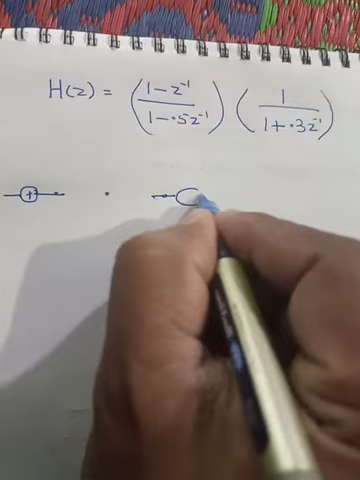 H(z) = ( (1 - z⁻¹) / (1 - .5z⁻¹) ) ( 1 / (1 + .3z⁻¹) )
+